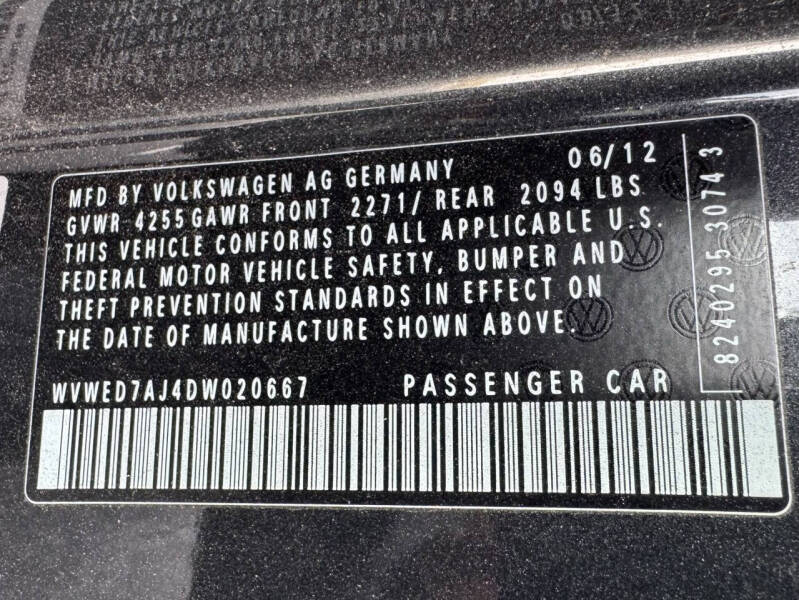 MFD BY VOLKSWAGEN AG GERMANY 06/12
GVWR- 4255 GAWR FRONT 2271/ REAR 2094 LBS
THIS VEHICLE CONFORMS TO ALL APPLICABLE U.S.
FEDERAL MOTOR VEHICLE SAFETY, BUMPER AND
THEFT PREVENTION STANDARDS IN EFFECT ON
THE DATE OF MANUFACTURE SHOWN ABOVE.
WVWED7AJ4DW020667 PASSENGER CAR
8240295 30743